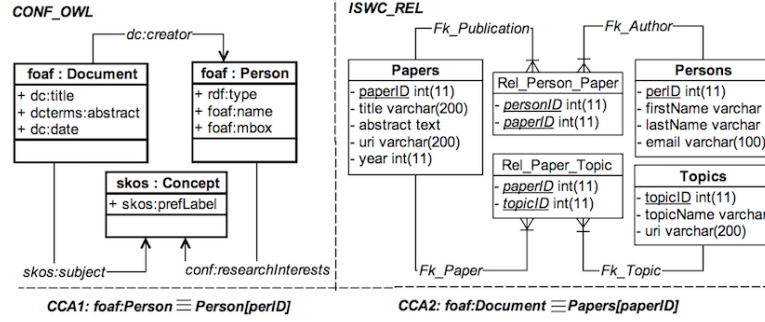 CONF_OWL
dc:creator
foaf : Document
+ dc:title
+ dcterms:abstract
+ dc:date
foaf : Person
+ rdf:type
+ foaf:name
+ foaf:mbox
skos : Concept
+ skos:prefLabel
skos:subject
conf:researchInterests
ISWC_REL
Fk_Publication
Fk_Author
Papers
- paperID int(11)
- title varchar(200)
- abstract text
- uri varchar(200)
- year int(11)
Rel_Person_Paper
- personID int(11)
- paperID int(11)
Persons
- perID int(11)
- firstName varchar
- lastName varchar
- email varchar(100)
Rel_Paper_Topic
- paperID int(11)
- topicID int(11)
Topics
- topicID int(11)
- topicName varchar
- uri varchar(200)
Fk_Paper
Fk_Topic
CCA1: foaf:Person ≡ Person[perID]
CCA2: foaf:Document ≡ Papers[paperID]